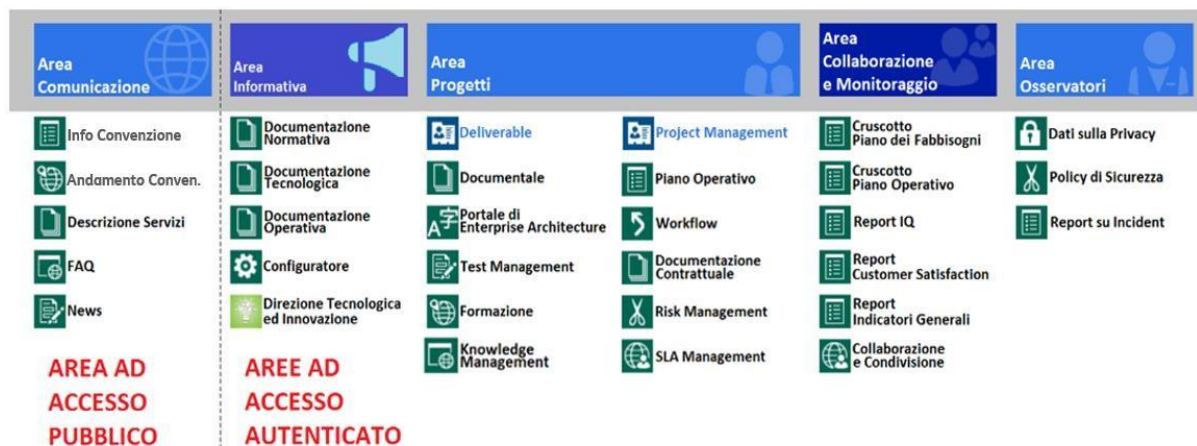 Area
Comunicazione
Area
Informativa
Area
Progetti
Area
Collaborazione
e Monitoraggio
Area
Osservatori
Info Convenzione
Andamento Conven.
Descrizione Servizi
FAQ
News
AREA AD
ACCESSO
PUBBLICO
Documentazione
Normativa
Documentazione
Tecnologica
Documentazione
Operativa
Configuratore
Direzione Tecnologica
ed Innovazione
AREE AD
ACCESSO
AUTENTICATO
Deliverable
Documentale
A字
Portale di
Enterprise Architecture
Test Management
Formazione
Knowledge
Management
Project Management
Piano Operativo
Workflow
Documentazione
Contrattuale
Risk Management
SLA Management
Cruscotto
Piano dei Fabbisogni
Cruscotto
Piano Operativo
Report IQ
Report
Customer Satisfaction
Report
Indicatori Generali
Collaborazione
e Condivisione
Dati sulla Privacy
Policy di Sicurezza
Report su Incident